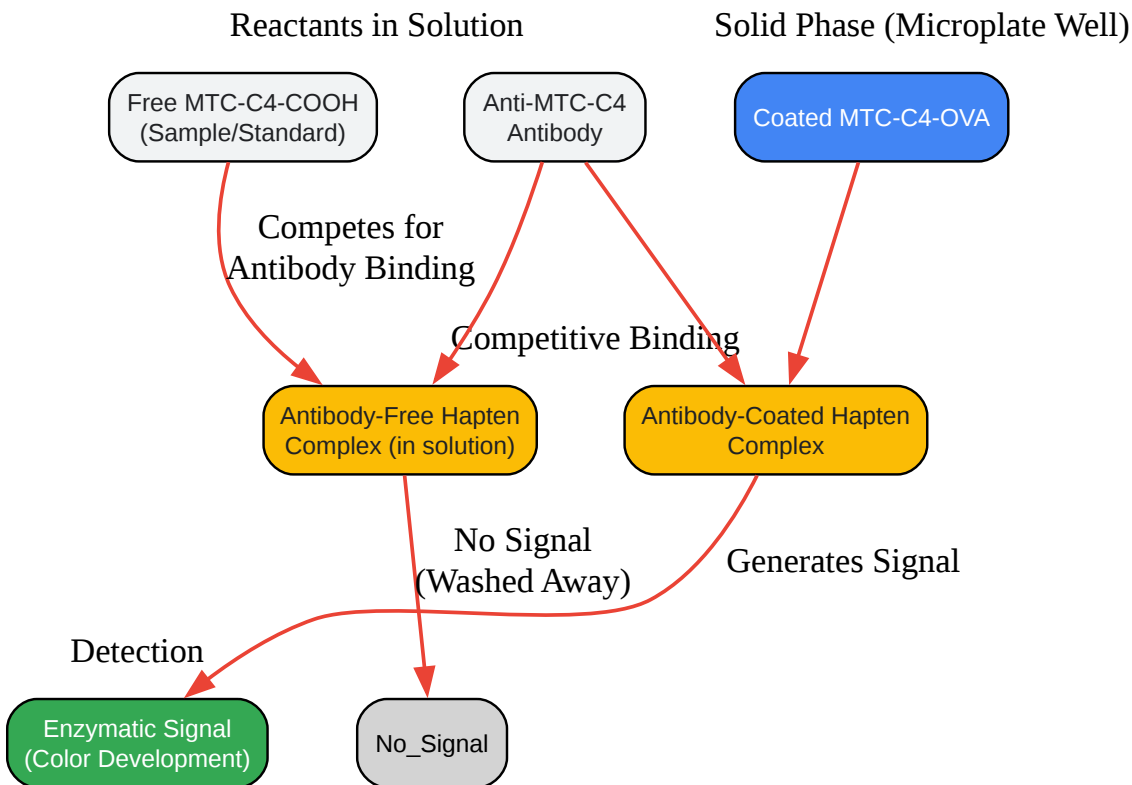 Reactants in Solution
Solid Phase (Microplate Well)
Free MTC-C4-COOH
(Sample/Standard)
Anti-MTC-C4
Antibody
Coated MTC-C4-OVA
Competes for
Antibody Binding
Competitive Binding
Antibody-Free Hapten
Complex (in solution)
Antibody-Coated Hapten
Complex
No Signal
(Washed Away)
Generates Signal
Detection
Enzymatic Signal
(Color Development)
No_Signal